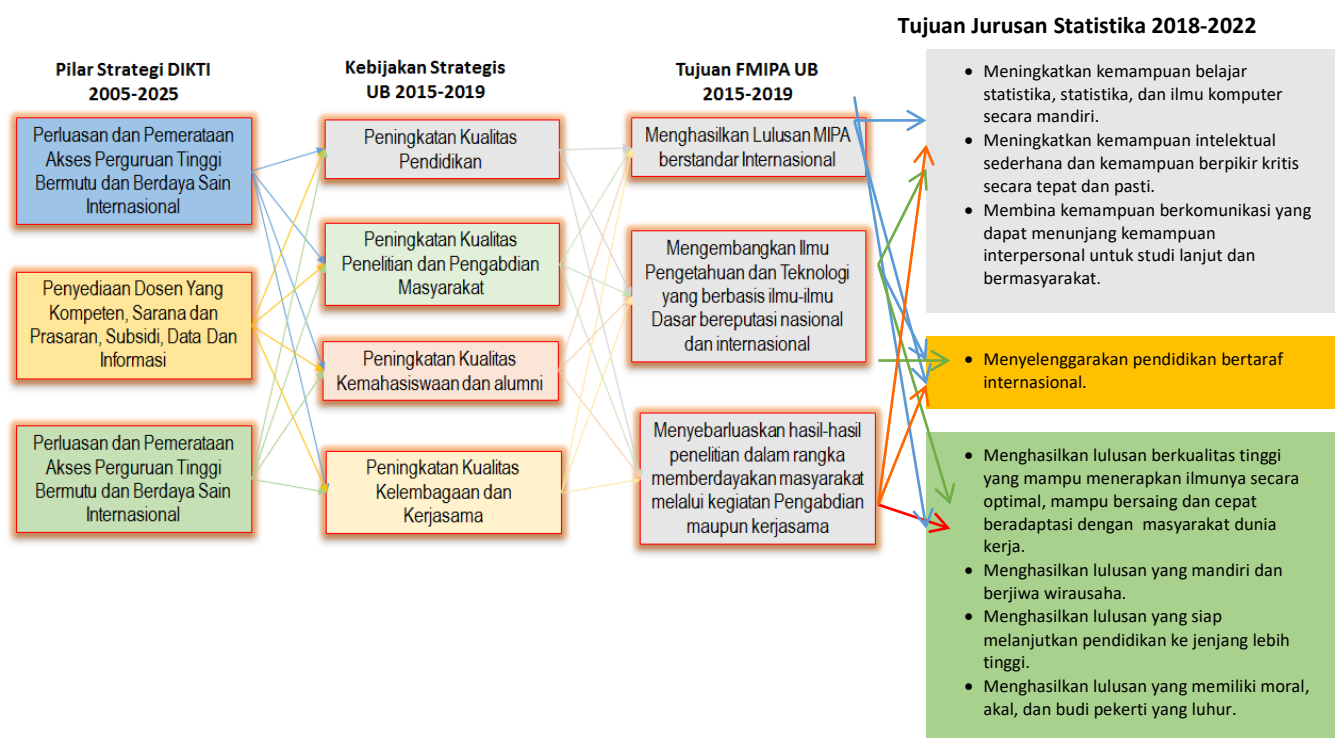 Tujuan Jurusan Statistika 2018-2022
Pilar Strategi DIKTI
2005-2025
Perluasan dan Pemerataan
Akses Perguruan Tinggi
Bermutu dan Berdaya Sain
Internasional
Penyediaan Dosen Yang
Kompeten, Sarana dan
Prasaran, Subsidi, Data Dan
Informasi
Perluasan dan Pemerataan
Akses Perguruan Tinggi
Bermutu dan Berdaya Sain
Internasional
Kebijakan Strategis
UB 2015-2019
Peningkatan Kualitas
Pendidikan
Peningkatan Kualitas
Penelitian dan Pengabdian
Masyarakat
Peningkatan Kualitas
Kemahasiswaan dan alumni
Peningkatan Kualitas
Kelembagaan dan
Kerjasama
Tujuan FMIPA UB
2015-2019
Menghasilkan Lulusan MIPA
berstandar Internasional
Mengembangkan Ilmu
Pengetahuan dan Teknologi
yang berbasis ilmu-ilmu
Dasar bereputasi nasional
dan internasional
Menyebarluaskan hasil-hasil
penelitian dalam rangka
memberdayakan masyarakat
melalui kegiatan Pengabdian
maupun kerjasama
• Meningkatkan kemampuan belajar
statistika, statistika, dan ilmu komputer
secara mandiri.
• Meningkatkan kemampuan intelektual
sederhana dan kemampuan berpikir kritis
secara tepat dan pasti.
• Membina kemampuan berkomunikasi yang
dapat menunjang kemampuan
interpersonal untuk studi lanjut dan
bermasyarakat.
• Menyelenggarakan pendidikan bertaraf
internasional.
• Menghasilkan lulusan berkualitas tinggi
yang mampu menerapkan ilmunya secara
optimal, mampu bersaing dan cepat
beradaptasi dengan masyarakat dunia
kerja.
• Menghasilkan lulusan yang mandiri dan
berjiwa wirausaha.
• Menghasilkan lulusan yang siap
melanjutkan pendidikan ke jenjang lebih
tinggi.
• Menghasilkan lulusan yang memiliki moral,
akal, dan budi pekerti yang luhur.